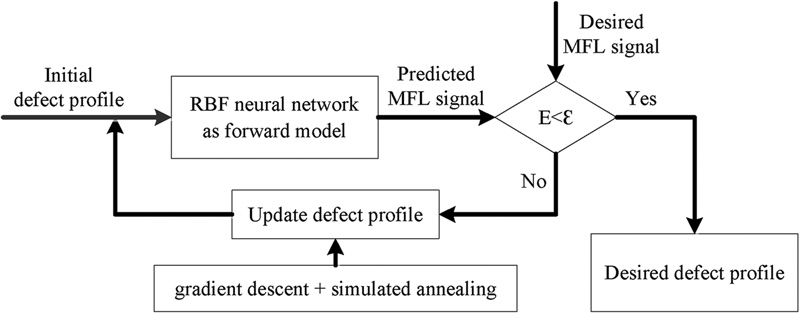 Initial
defect profile
RBF neural network
as forward model
Predicted
MFL signal
Desired
MFL signal
E<ε
Yes
No
Update defect profile
gradient descent + simulated annealing
Desired defect profile